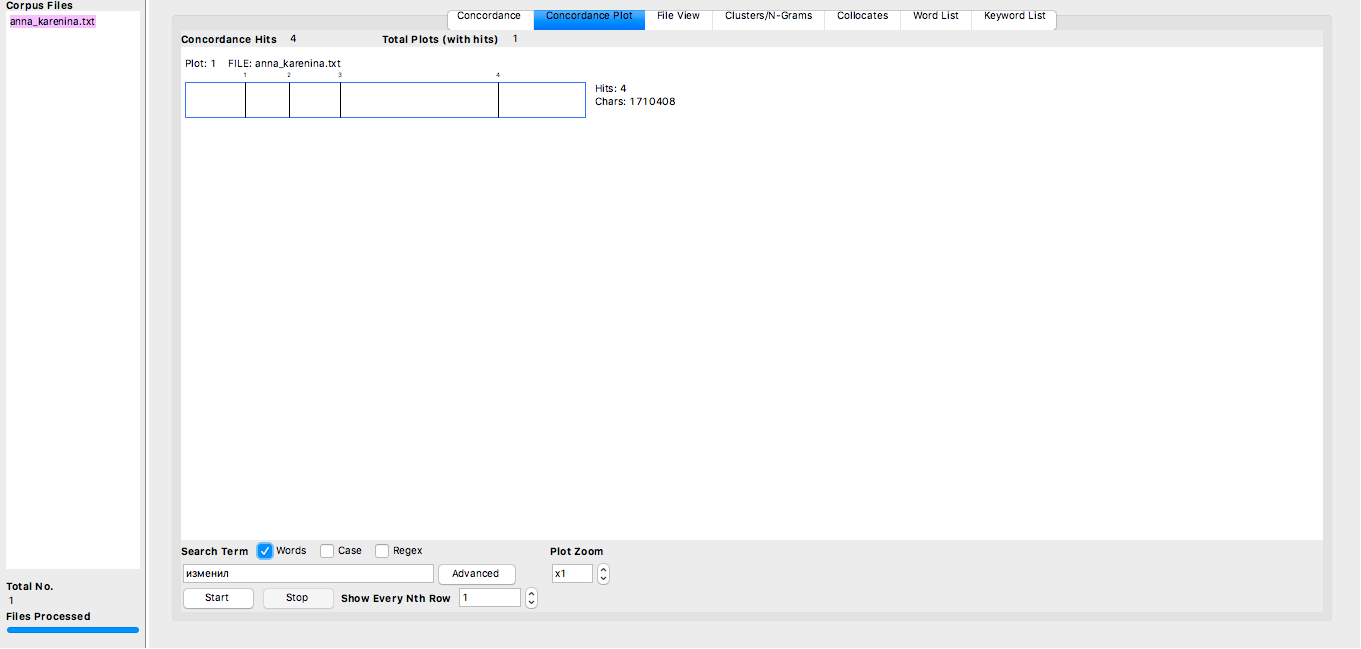 Corpus Files
anna_karenina.txt
Concordance Concordance Plot File View Clusters/N-Grams Collocates Word List Keyword List
Concordance Hits 4 Total Plots (with hits) 1
Plot: 1 FILE: anna_karenina.txt
1 2 3 4
Hits: 4
Chars: 1710408
Search Term Words Case Regex Plot Zoom
изменил Advanced x1
Start Stop Show Every Nth Row 1
Total No.
1
Files Processed